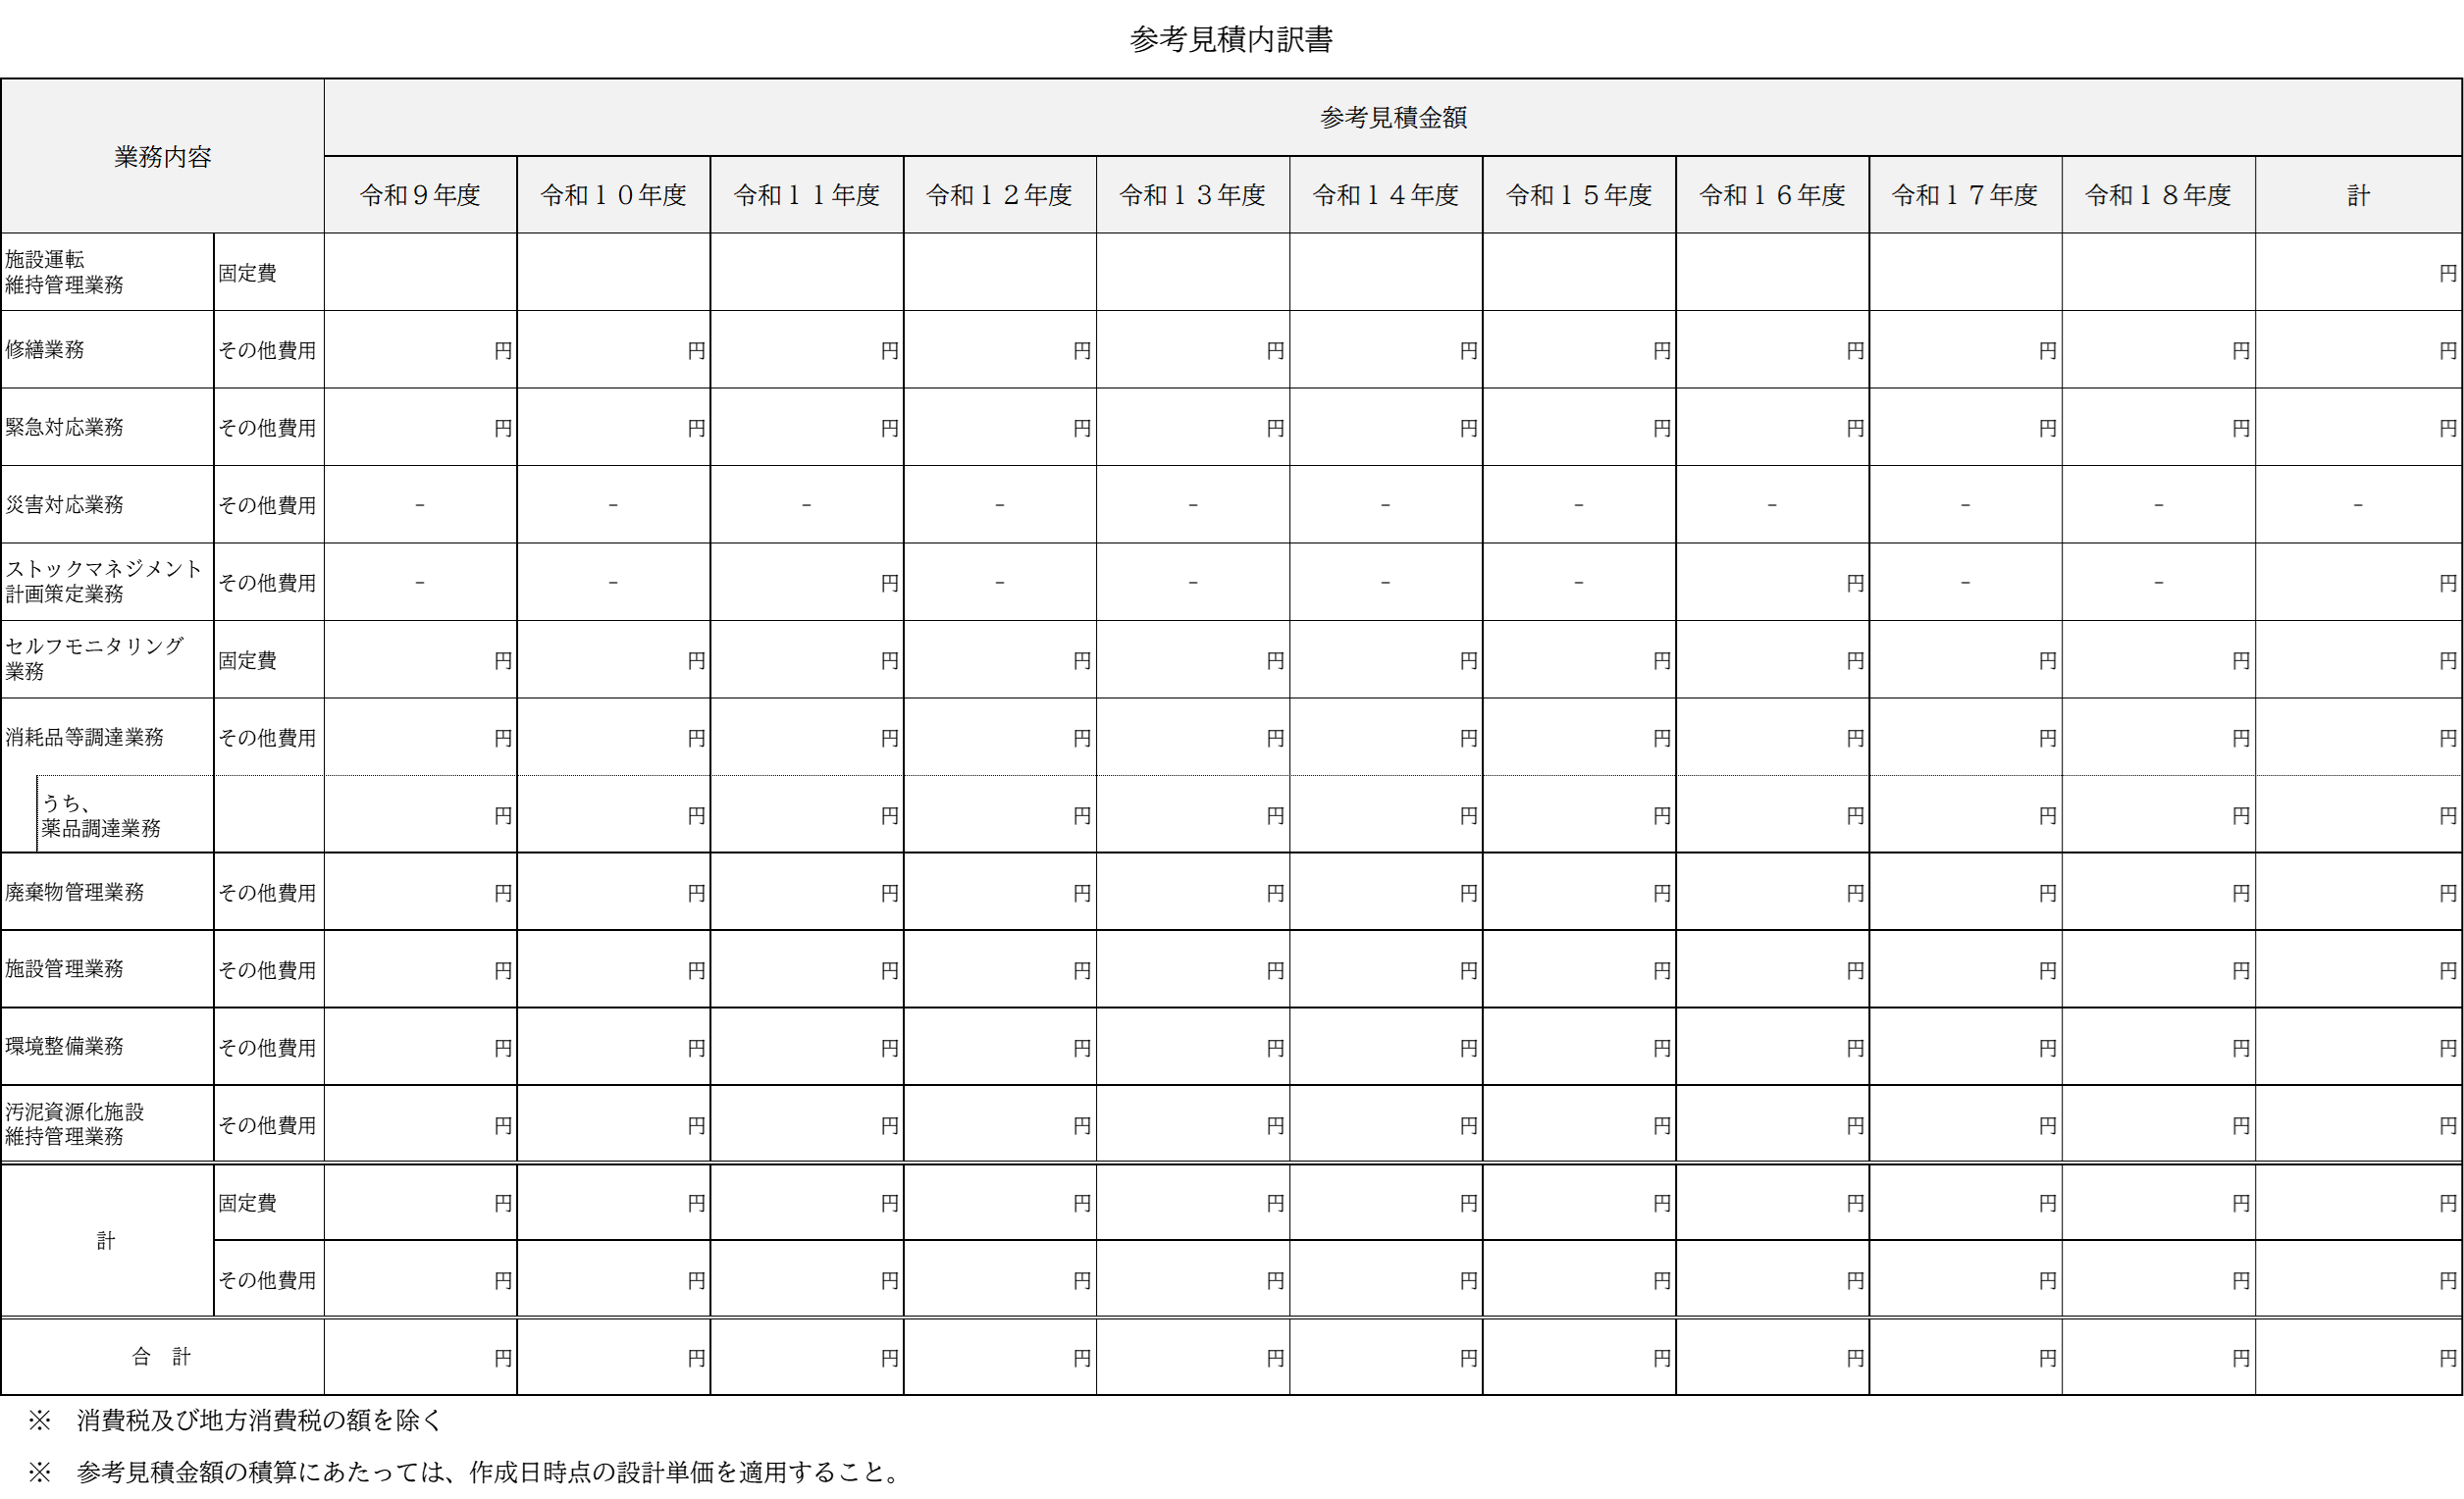 参考見積内訳書
業務内容 参考見積金額
令和９年度 令和１０年度 令和１１年度 令和１２年度 令和１３年度 令和１４年度 令和１５年度 令和１６年度 令和１７年度 令和１８年度 計
施設運転
維持管理業務 固定費 円
修繕業務 その他費用 円 円 円 円 円 円 円 円 円 円 円
緊急対応業務 その他費用 円 円 円 円 円 円 円 円 円 円 円
災害対応業務 その他費用 － － － － － － － － － － －
ストックマネジメント
計画策定業務 その他費用 － － 円 － － － － 円 － － 円
セルフモニタリング
業務 固定費 円 円 円 円 円 円 円 円 円 円 円
消耗品等調達業務 その他費用 円 円 円 円 円 円 円 円 円 円 円
うち、
薬品調達業務 円 円 円 円 円 円 円 円 円 円 円
廃棄物管理業務 その他費用 円 円 円 円 円 円 円 円 円 円 円
施設管理業務 その他費用 円 円 円 円 円 円 円 円 円 円 円
環境整備業務 その他費用 円 円 円 円 円 円 円 円 円 円 円
汚泥資源化施設
維持管理業務 その他費用 円 円 円 円 円 円 円 円 円 円 円
計 固定費 円 円 円 円 円 円 円 円 円 円 円
その他費用 円 円 円 円 円 円 円 円 円 円 円
合　計 円 円 円 円 円 円 円 円 円 円 円
※　消費税及び地方消費税の額を除く
※　参考見積金額の積算にあたっては、作成日時点の設計単価を適用すること。